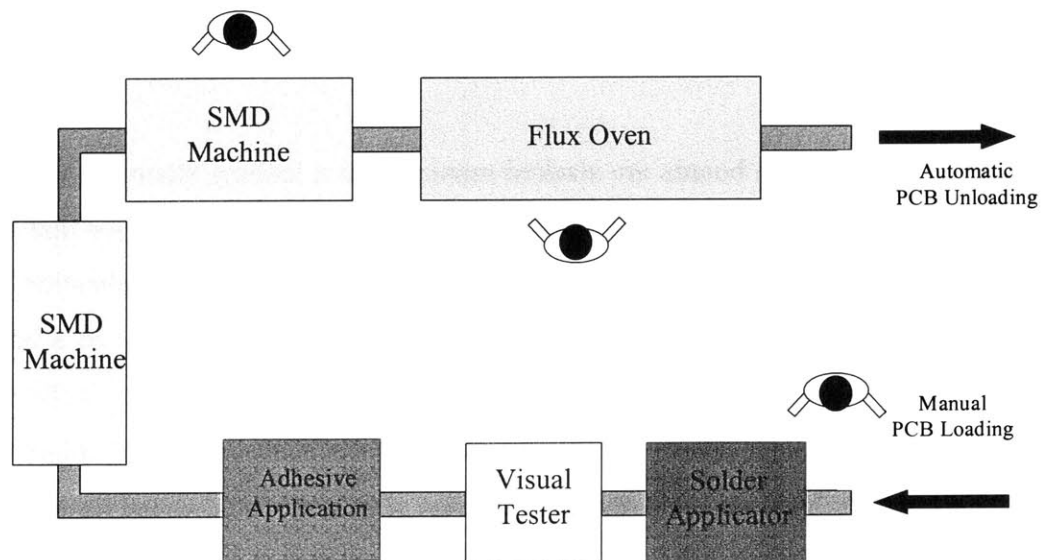 SMD
Machine
Flux Oven
Automatic
PCB Unloading
SMD
Machine
Manual
PCB Loading
Adhesive
Application
Visual
Tester
Solder
Applicator